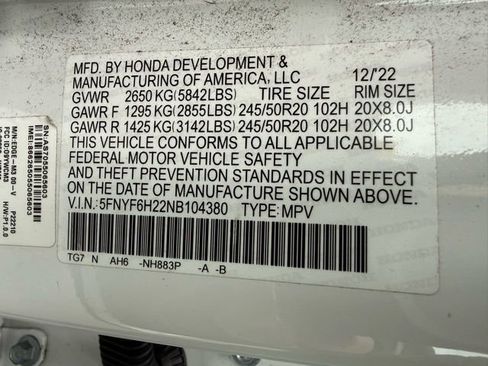 MFD. BY HONDA DEVELOPMENT &
MANUFACTURING OF AMERICA, LLC 12/'22
GVWR 2650 KG(5842LBS) TIRE SIZE RIM SIZE
GAWR F 1295 KG(2855LBS) 245/50R20 102H 20X8.0J
GAWR R 1425 KG(3142LBS) 245/50R20 102H 20X8.0J
THIS VEHICLE CONFORMS TO ALL APPLICABLE
FEDERAL MOTOR VEHICLE SAFETY BUMPER,
AND THEFT PREVENTION STANDARDS IN EFFECT
ON THE DATE OF MANUFACTURE SHOWN ABOVE.
V.I.N.: 5FNYF6H22NB104380 TYPE: MPV
TG7 N AH6 -NH883P -A -B